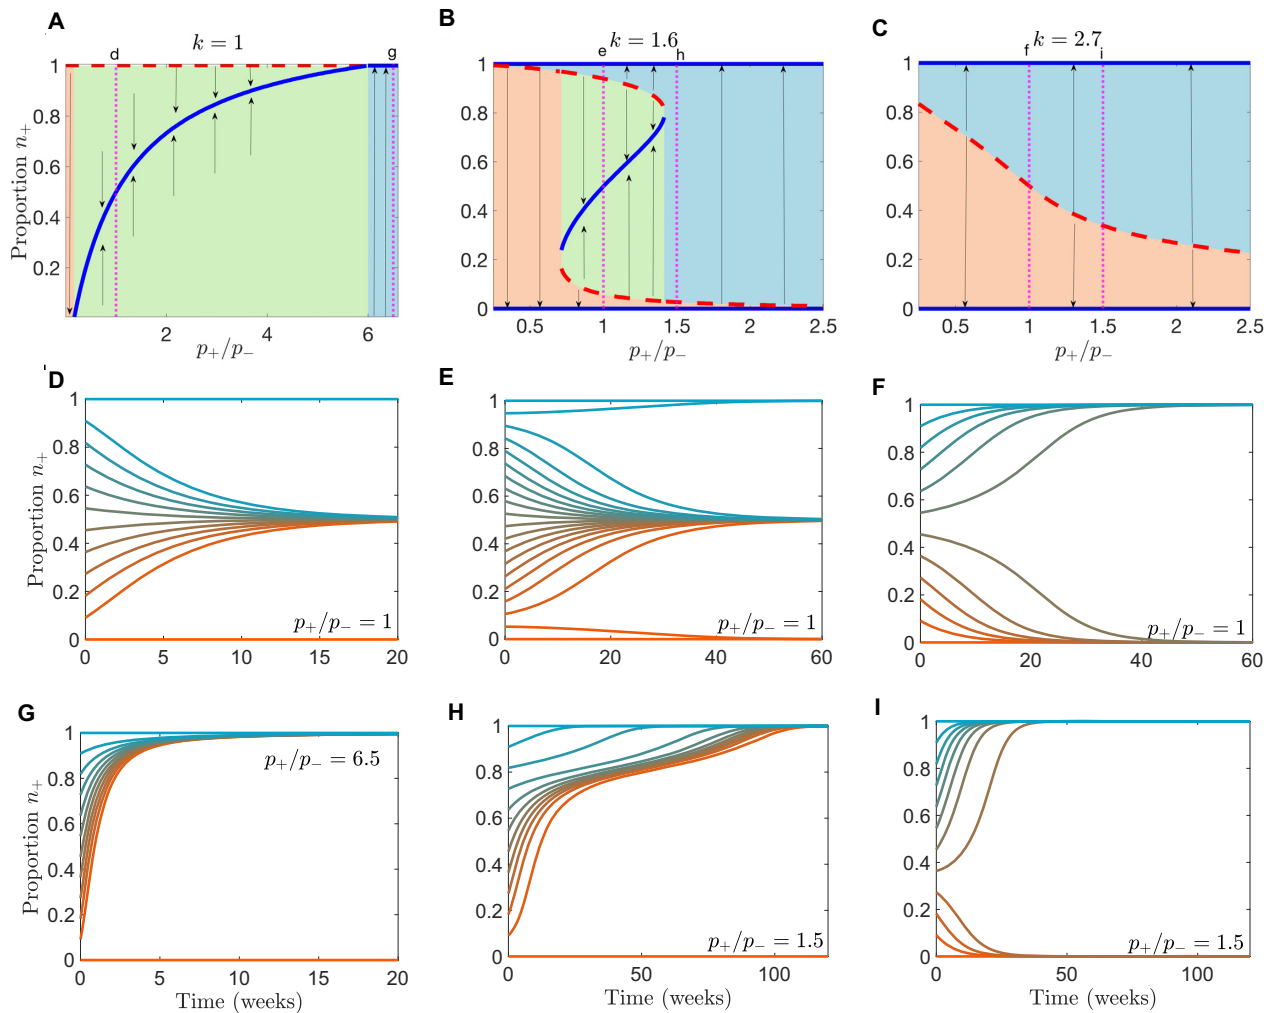 A
k = 1
d
g
Proportion n₊
1
0.8
0.6
0.4
0.2
2
4
6
p₊/p₋
B
k = 1.6
e
h
1
0.8
0.6
0.4
0.2
0
0.5
1
1.5
2
2.5
p₊/p₋
C
k = 2.7
f
i
1
0.8
0.6
0.4
0.2
0
0.5
1
1.5
2
2.5
p₊/p₋
D
Proportion n₊
1
0.8
0.6
0.4
0.2
0
p₊/p₋ = 1
0
5
10
15
20
E
1
0.8
0.6
0.4
0.2
0
p₊/p₋ = 1
0
20
40
60
F
1
0.8
0.6
0.4
0.2
0
p₊/p₋ = 1
0
20
40
60
G
Proportion n₊
1
0.8
0.6
0.4
0.2
0
p₊/p₋ = 6.5
0
5
10
15
20
Time (weeks)
H
1
0.8
0.6
0.4
0.2
0
p₊/p₋ = 1.5
0
50
100
Time (weeks)
I
1
0.8
0.6
0.4
0.2
0
p₊/p₋ = 1.5
0
50
100
Time (weeks)